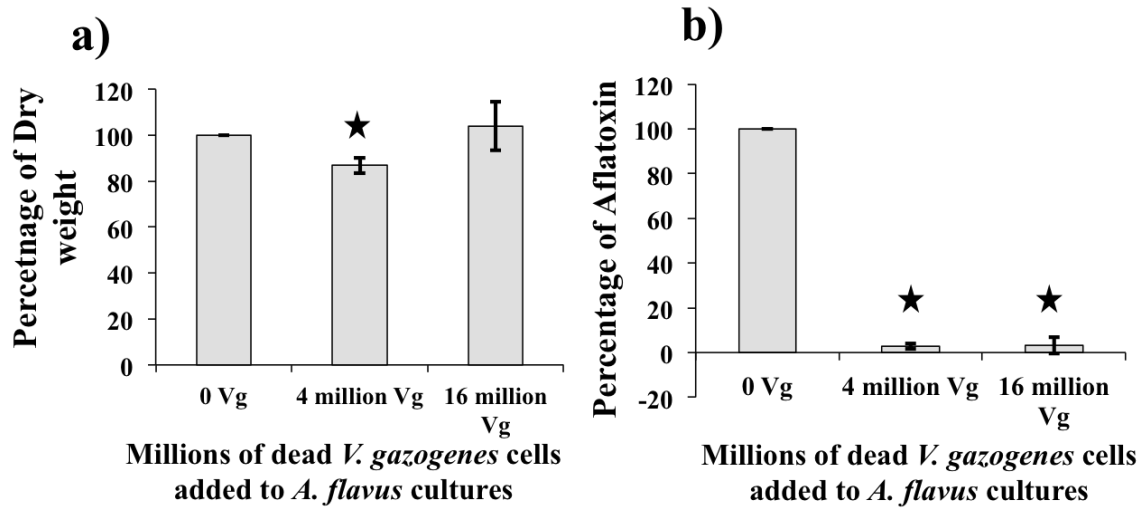 a)
Percetnage of Dry
weight
120
100
80
60
40
20
0
0 Vg
4 million Vg
16 million
Vg
Millions of dead V. gazogenes cells
added to A. flavus cultures
b)
Percentage of Aflatoxin
120
100
80
60
40
20
0
-20
0 Vg
4 million Vg
16 million
Vg
Millions of dead V. gazogenes cells
added to A. flavus cultures